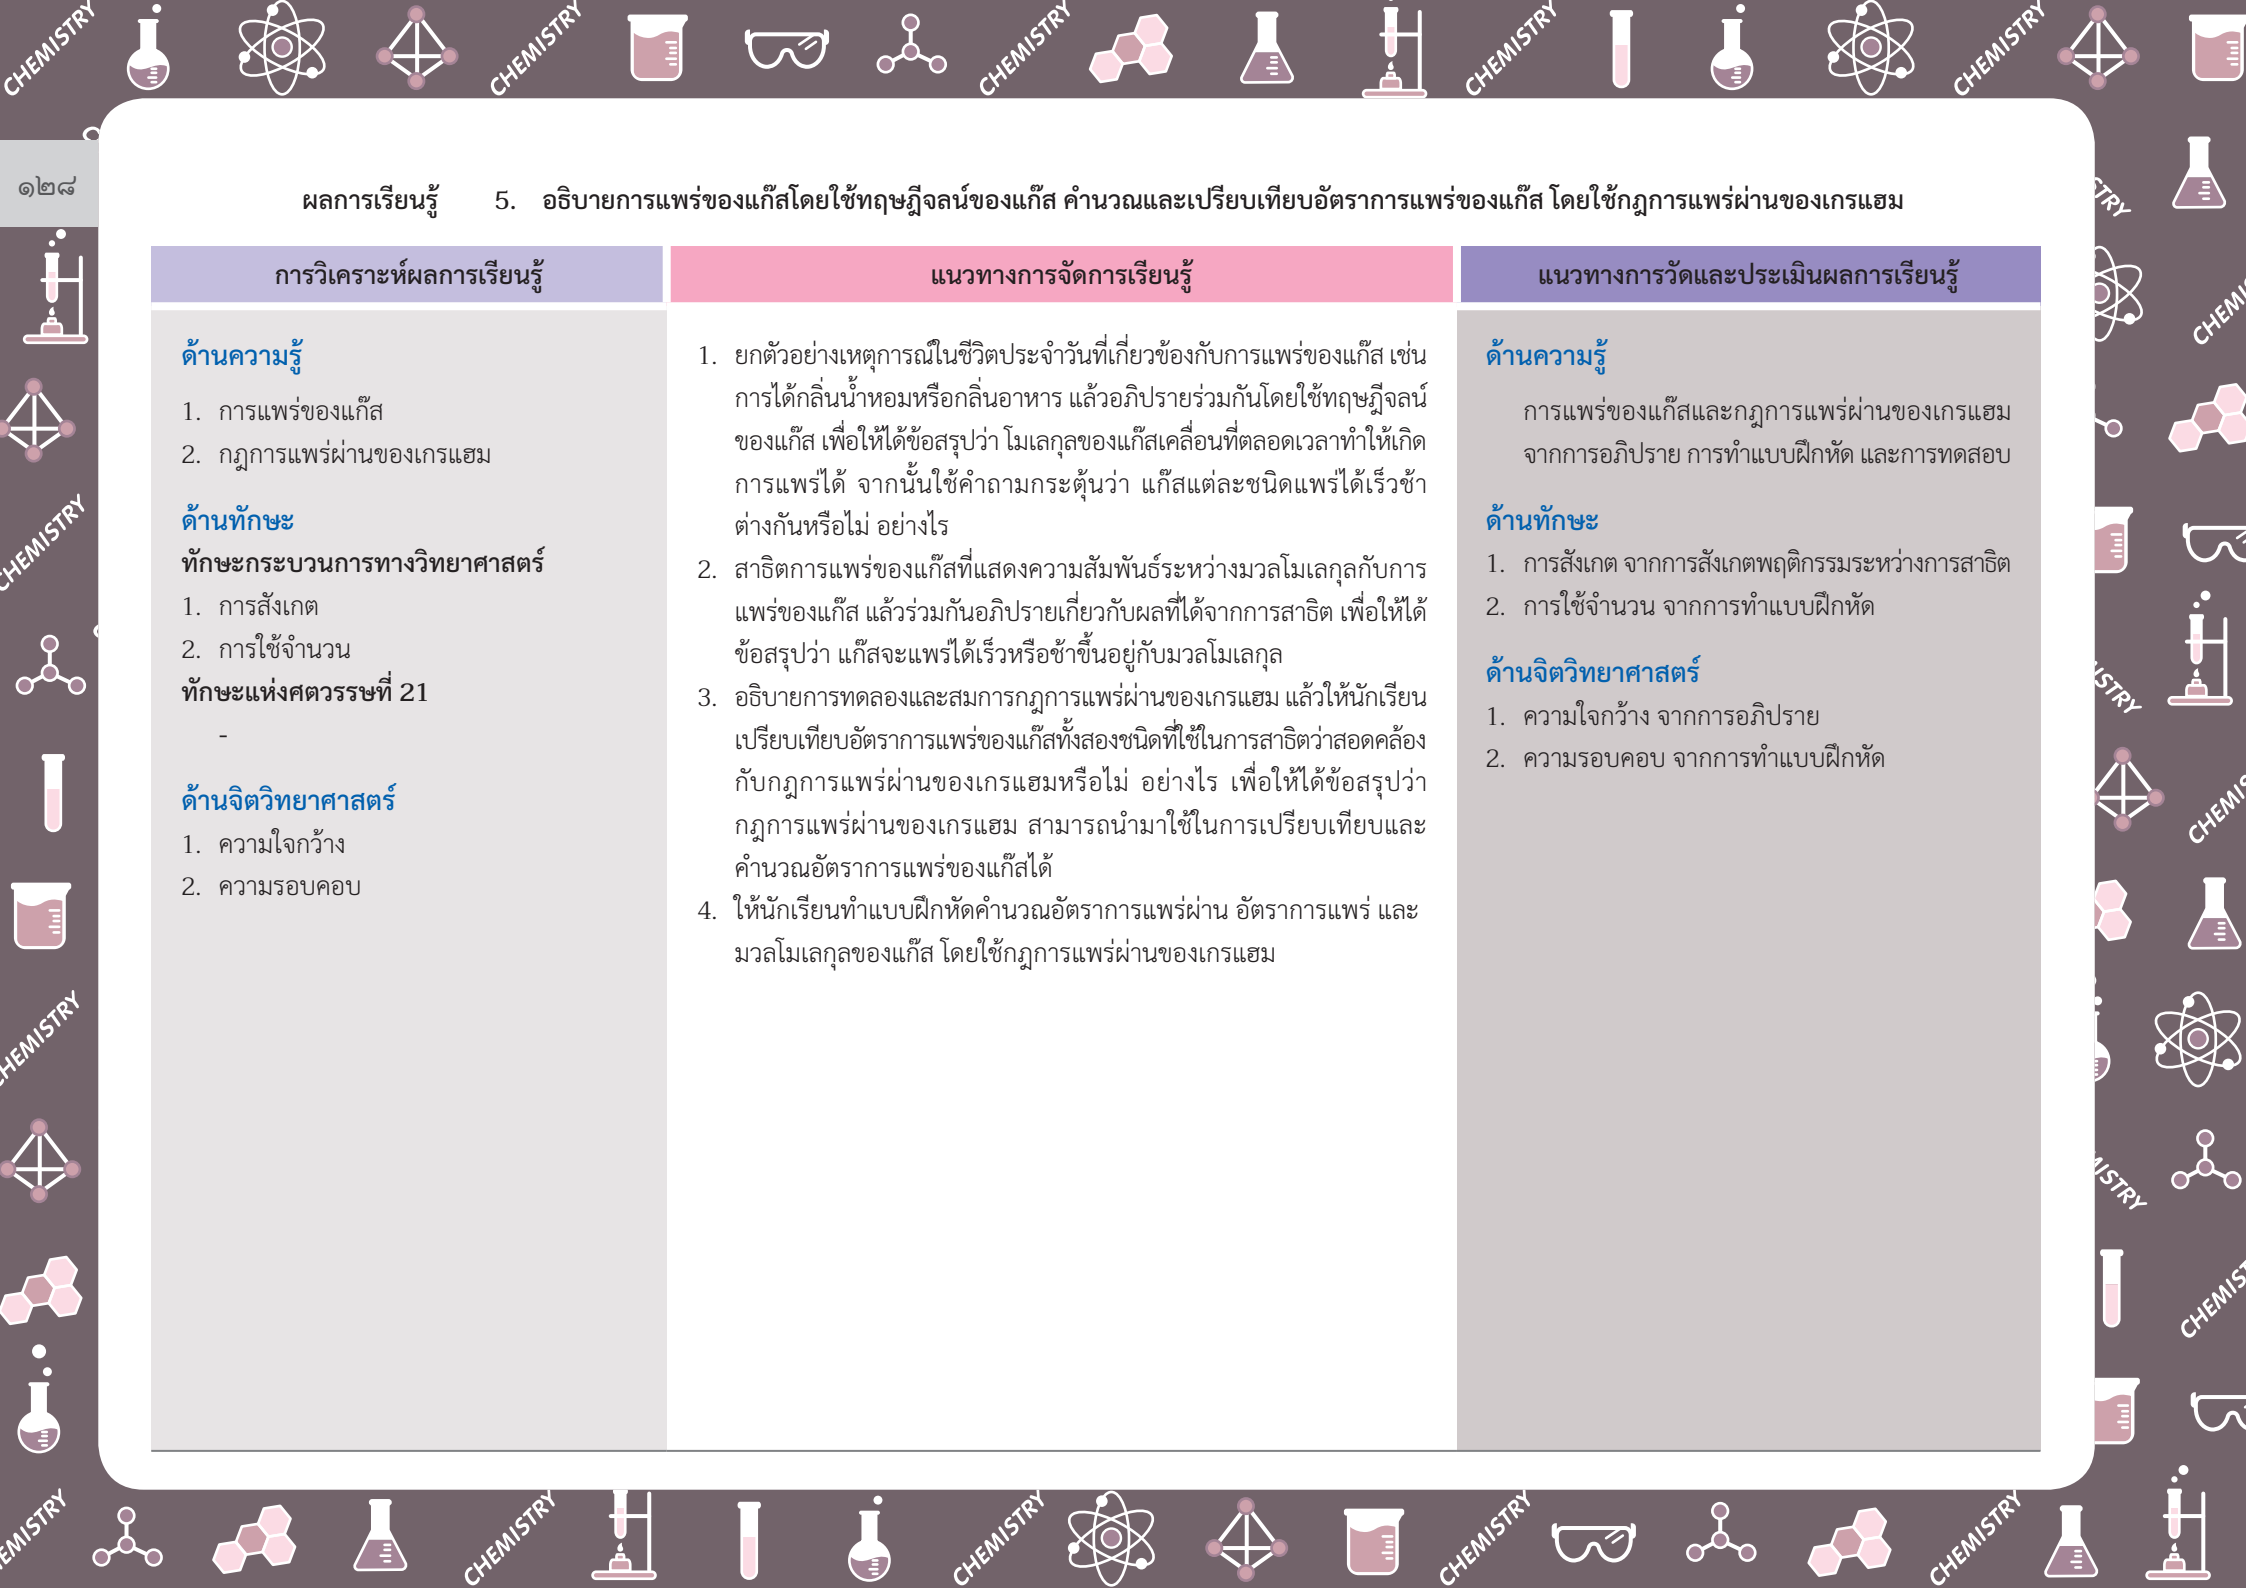 ๑๒๘
ผลการเรียนรู้ 5. อธิบายการแพร่ของแก๊สโดยใช้ทฤษฎีจลน์ของแก๊ส คำนวณและเปรียบเทียบอัตราการแพร่ของแก๊ส โดยใช้กฎการแพร่ผ่านของเกรแฮม
การวิเคราะห์ผลการเรียนรู้
ด้านความรู้
1. การแพร่ของแก๊ส
2. กฎการแพร่ผ่านของเกรแฮม
ด้านทักษะ
ทักษะกระบวนการทางวิทยาศาสตร์
1. การสังเกต
2. การใช้จำนวน
ทักษะแห่งศตวรรษที่ 21
-
ด้านจิตวิทยาศาสตร์
1. ความใจกว้าง
2. ความรอบคอบ
แนวทางการจัดการเรียนรู้
1. ยกตัวอย่างเหตุการณ์ในชีวิตประจำวันที่เกี่ยวข้องกับการแพร่ของแก๊ส เช่น
การได้กลิ่นน้ำหอมหรือกลิ่นอาหาร แล้วอภิปรายร่วมกันโดยใช้ทฤษฎีจลน์
ของแก๊ส เพื่อให้ได้ข้อสรุปว่า โมเลกุลของแก๊สเคลื่อนที่ตลอดเวลาทำให้เกิด
การแพร่ได้ จากนั้นใช้คำถามกระตุ้นว่า แก๊สแต่ละชนิดแพร่ได้เร็วช้า
ต่างกันหรือไม่ อย่างไร
2. สาธิตการแพร่ของแก๊สที่แสดงความสัมพันธ์ระหว่างมวลโมเลกุลกับการ
แพร่ของแก๊ส แล้วร่วมกันอภิปรายเกี่ยวกับผลที่ได้จากการสาธิต เพื่อให้ได้
ข้อสรุปว่า แก๊สจะแพร่ได้เร็วหรือช้าขึ้นอยู่กับมวลโมเลกุล
3. อธิบายการทดลองและสมการกฎการแพร่ผ่านของเกรแฮม แล้วให้นักเรียน
เปรียบเทียบอัตราการแพร่ของแก๊สทั้งสองชนิดที่ใช้ในการสาธิตว่าสอดคล้อง
กับกฎการแพร่ผ่านของเกรแฮมหรือไม่ อย่างไร เพื่อให้ได้ข้อสรุปว่า
กฎการแพร่ผ่านของเกรแฮม สามารถนำมาใช้ในการเปรียบเทียบและ
คำนวณอัตราการแพร่ของแก๊สได้
4. ให้นักเรียนทำแบบฝึกหัดคำนวณอัตราการแพร่ผ่าน อัตราการแพร่ และ
มวลโมเลกุลของแก๊ส โดยใช้กฎการแพร่ผ่านของเกรแฮม
แนวทางการวัดและประเมินผลการเรียนรู้
ด้านความรู้
การแพร่ของแก๊สและกฎการแพร่ผ่านของเกรแฮม
จากการอภิปราย การทำแบบฝึกหัด และการทดสอบ
ด้านทักษะ
1. การสังเกต จากการสังเกตพฤติกรรมระหว่างการสาธิต
2. การใช้จำนวน จากการทำแบบฝึกหัด
ด้านจิตวิทยาศาสตร์
1. ความใจกว้าง จากการอภิปราย
2. ความรอบคอบ จากการทำแบบฝึกหัด
CHEMISTRY
CHEMISTRY
CHEMISTRY
CHEMISTRY
CHEMISTRY
CHEMISTRY
CHEMISTRY
CHEMISTRY
CHEMISTRY